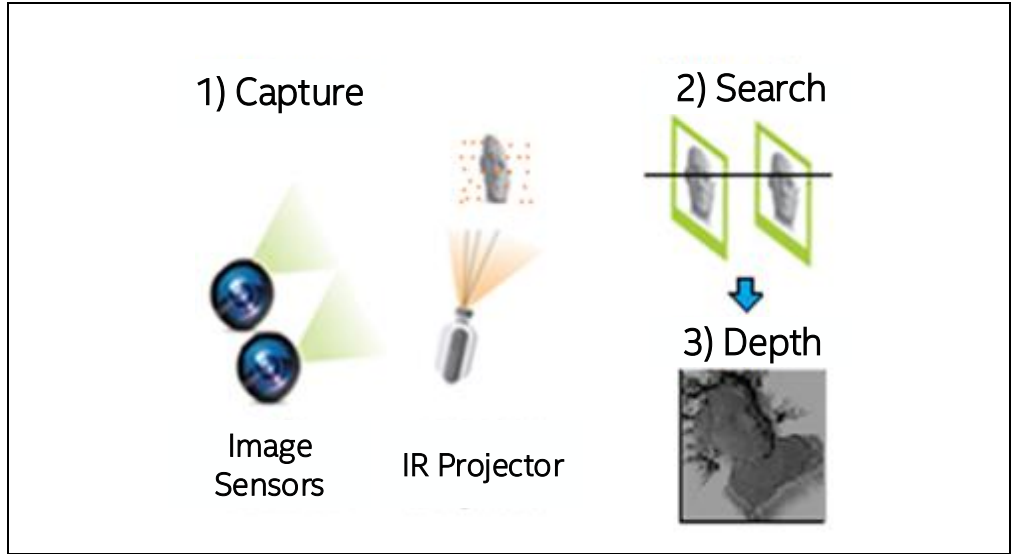 1) Capture
2) Search
3) Depth
Image
Sensors
IR Projector